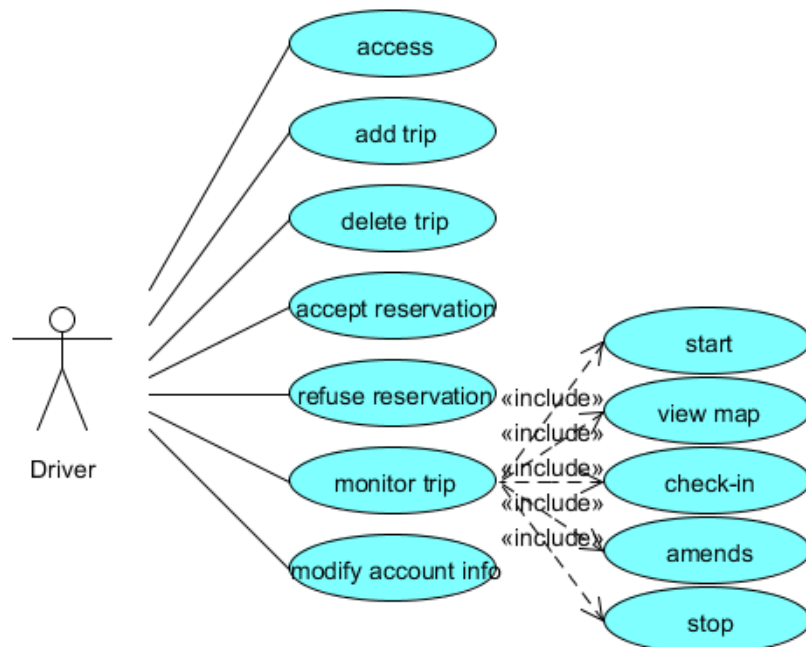 access
add trip
delete trip
accept reservation
refuse reservation
monitor trip
modify account info
Driver
«include»
«include»
«include»
«include»
«include»
start
view map
check-in
amends
stop